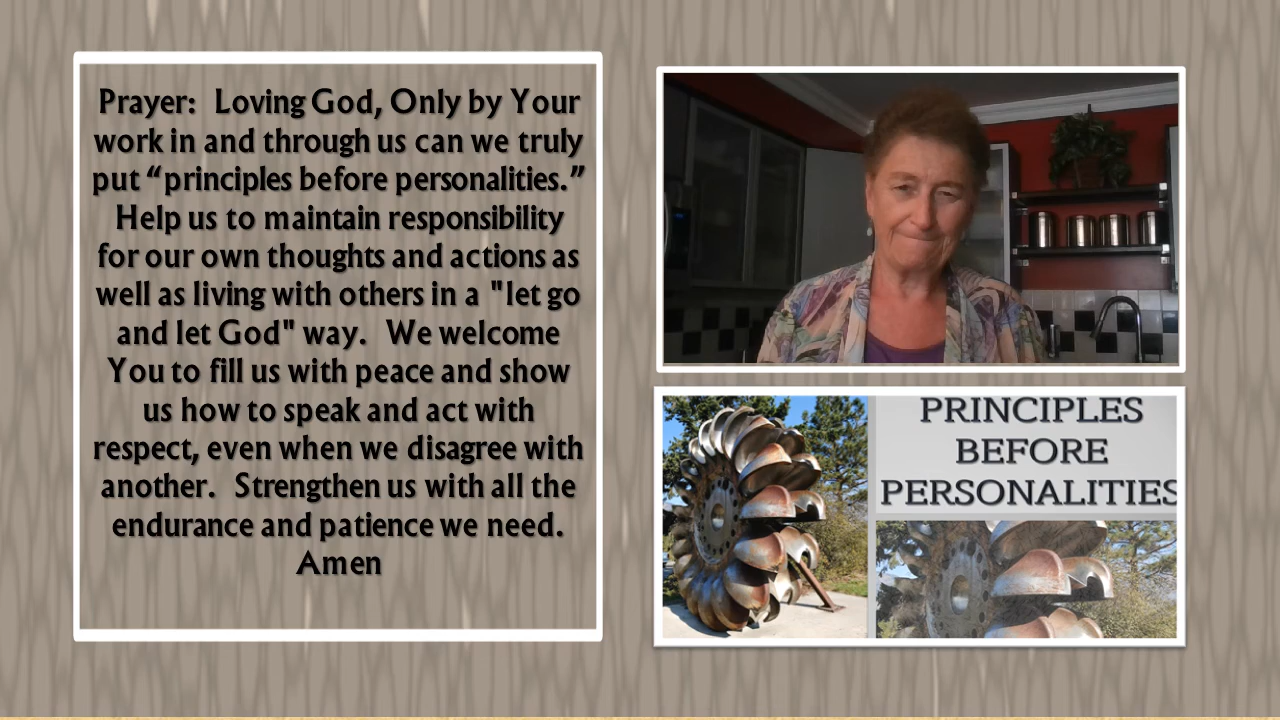 Prayer:  Loving God, Only by Your
work in and through us can we truly
put “principles before personalities.”
Help us to maintain responsibility
for our own thoughts and actions as
well as living with others in a "let go
and let God" way.  We welcome
You to fill us with peace and show
us how to speak and act with
respect, even when we disagree with
another.  Strengthen us with all the
endurance and patience we need.
Amen
PRINCIPLES
BEFORE
PERSONALITIES